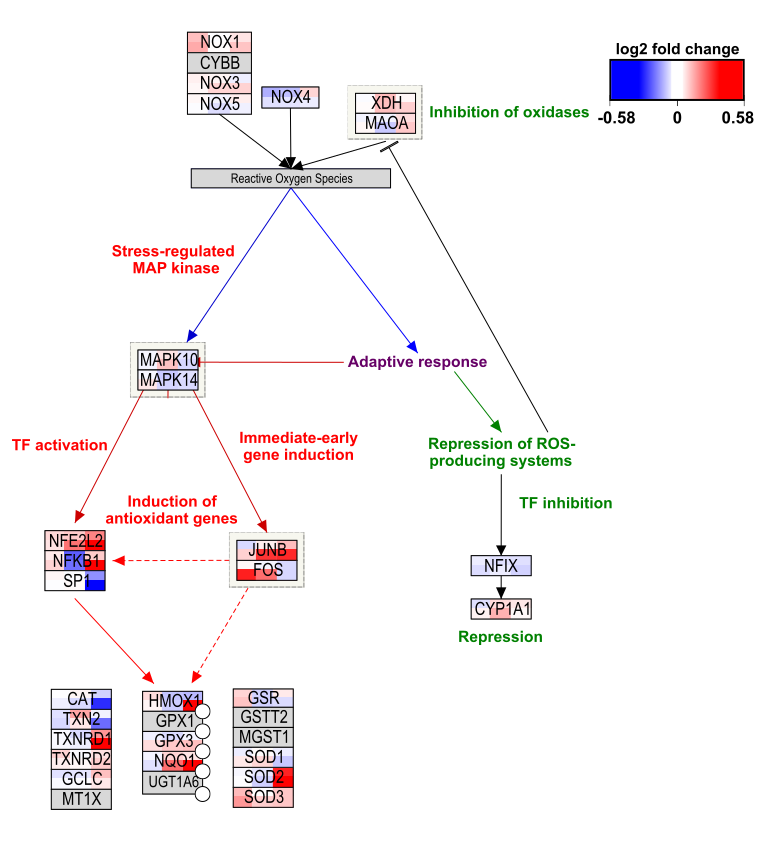 NOX1
CYBB
NOX3
NOX5
NOX4
XDH
MAOA
Inhibition of oxidases
log2 fold change
-0.58 0 0.58
Reactive Oxygen Species
Stress-regulated
MAP kinase
MAPK10
MAPK14
Adaptive response
TF activation
Immediate-early
gene induction
Repression of ROS-
producing systems
Induction of
antioxidant genes
TF inhibition
NFE2L2
NFKB1
SP1
JUNB
FOS
NFIX
CYP1A1
Repression
CAT
TXN2
TXNRD1
TXNRD2
GCLC
MT1X
HMOX1
GPX1
GPX3
NQO1
UGT1A6
GSR
GSTT2
MGST1
SOD1
SOD2
SOD3